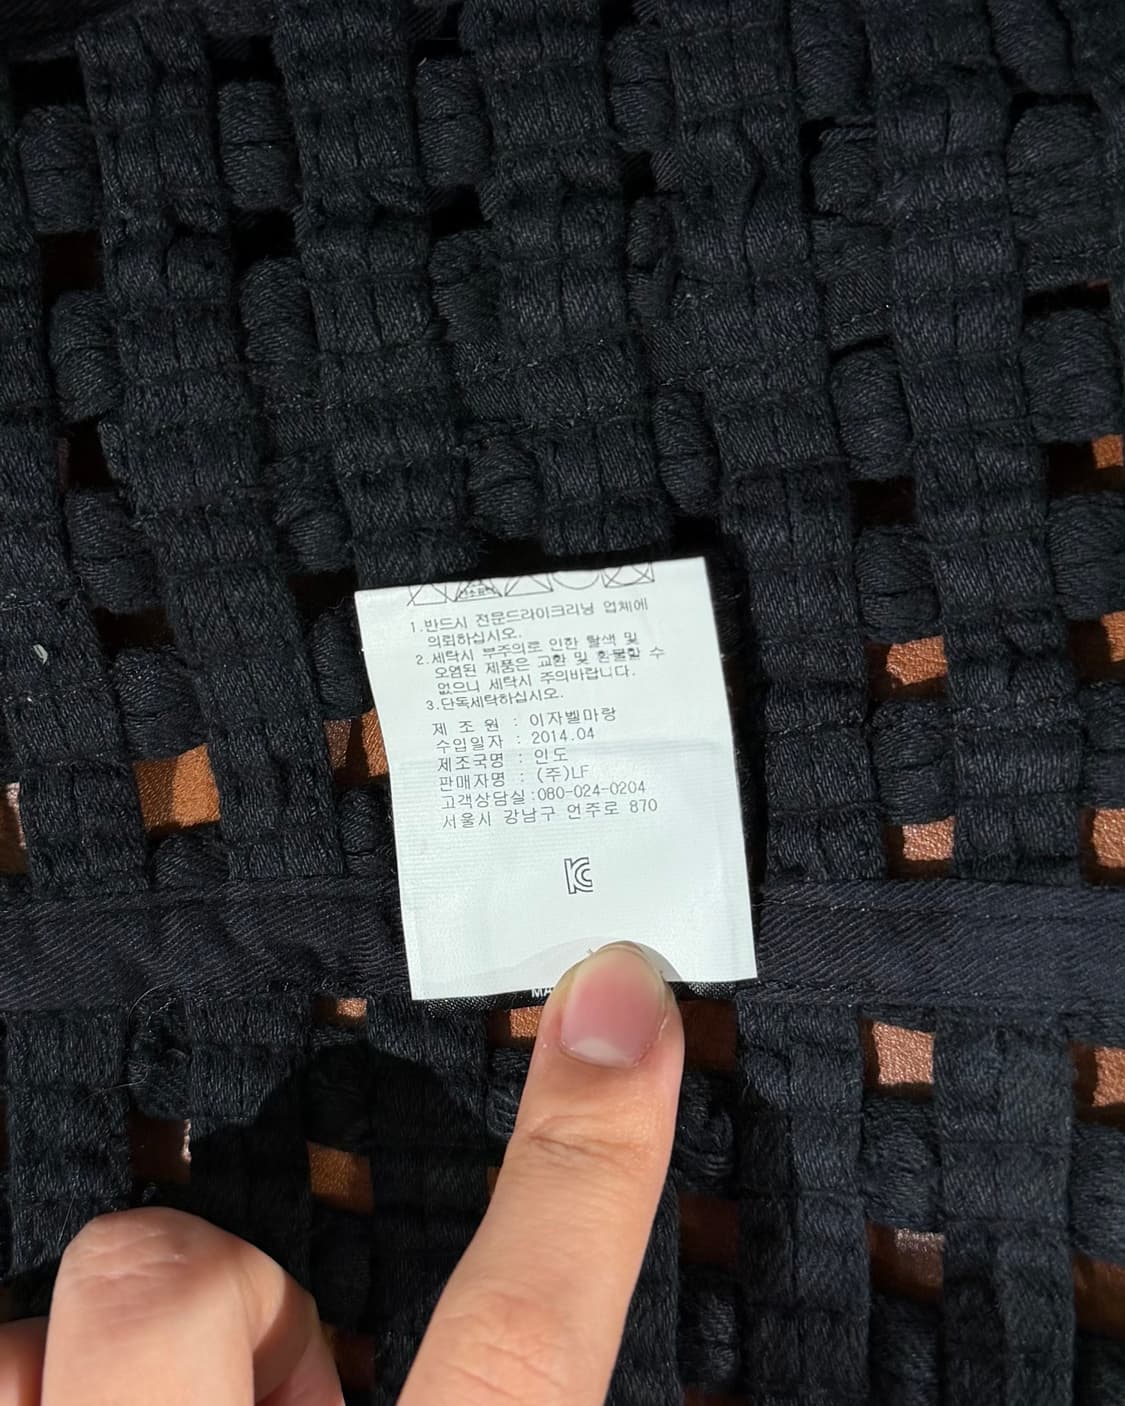 1.반드시 전문드라이크리닝 업체에
의뢰하십시오.
2.세탁시 부주의로 인한 탈색 및
오염된 제품은 교환 및 환불할 수
없으니 세탁시 주의바랍니다.
3.단독세탁하십시오.
제 조 원 : 이자벨마랑
수입일자 : 2014.04
제조국명 : 인도
판매자명 : (주)LF
고객상담실:080-024-0204
서울시 강남구 언주로 870
KC